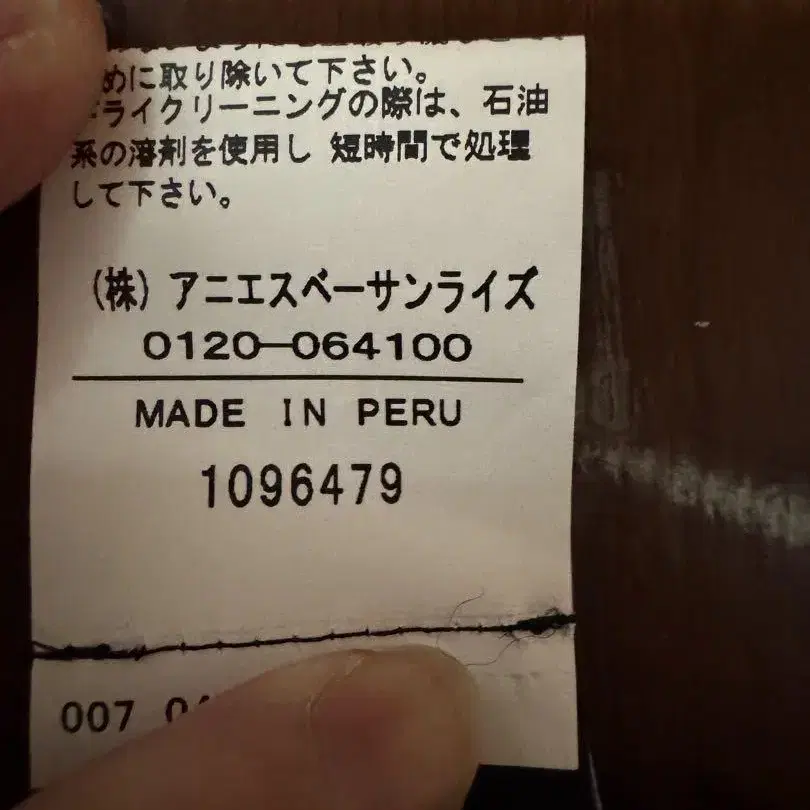 めに取り除いて下さい。
ドライクリーニングの際は、石油
系の溶剤を使用し 短時間で処理
して下さい。
(株) アニエスベーサンライズ
0120-064100
MADE IN PERU
1096479
007